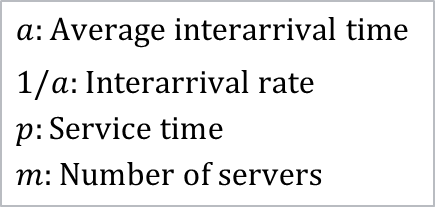 a: Average interarrival time
1/a: Interarrival rate
p: Service time
m: Number of servers